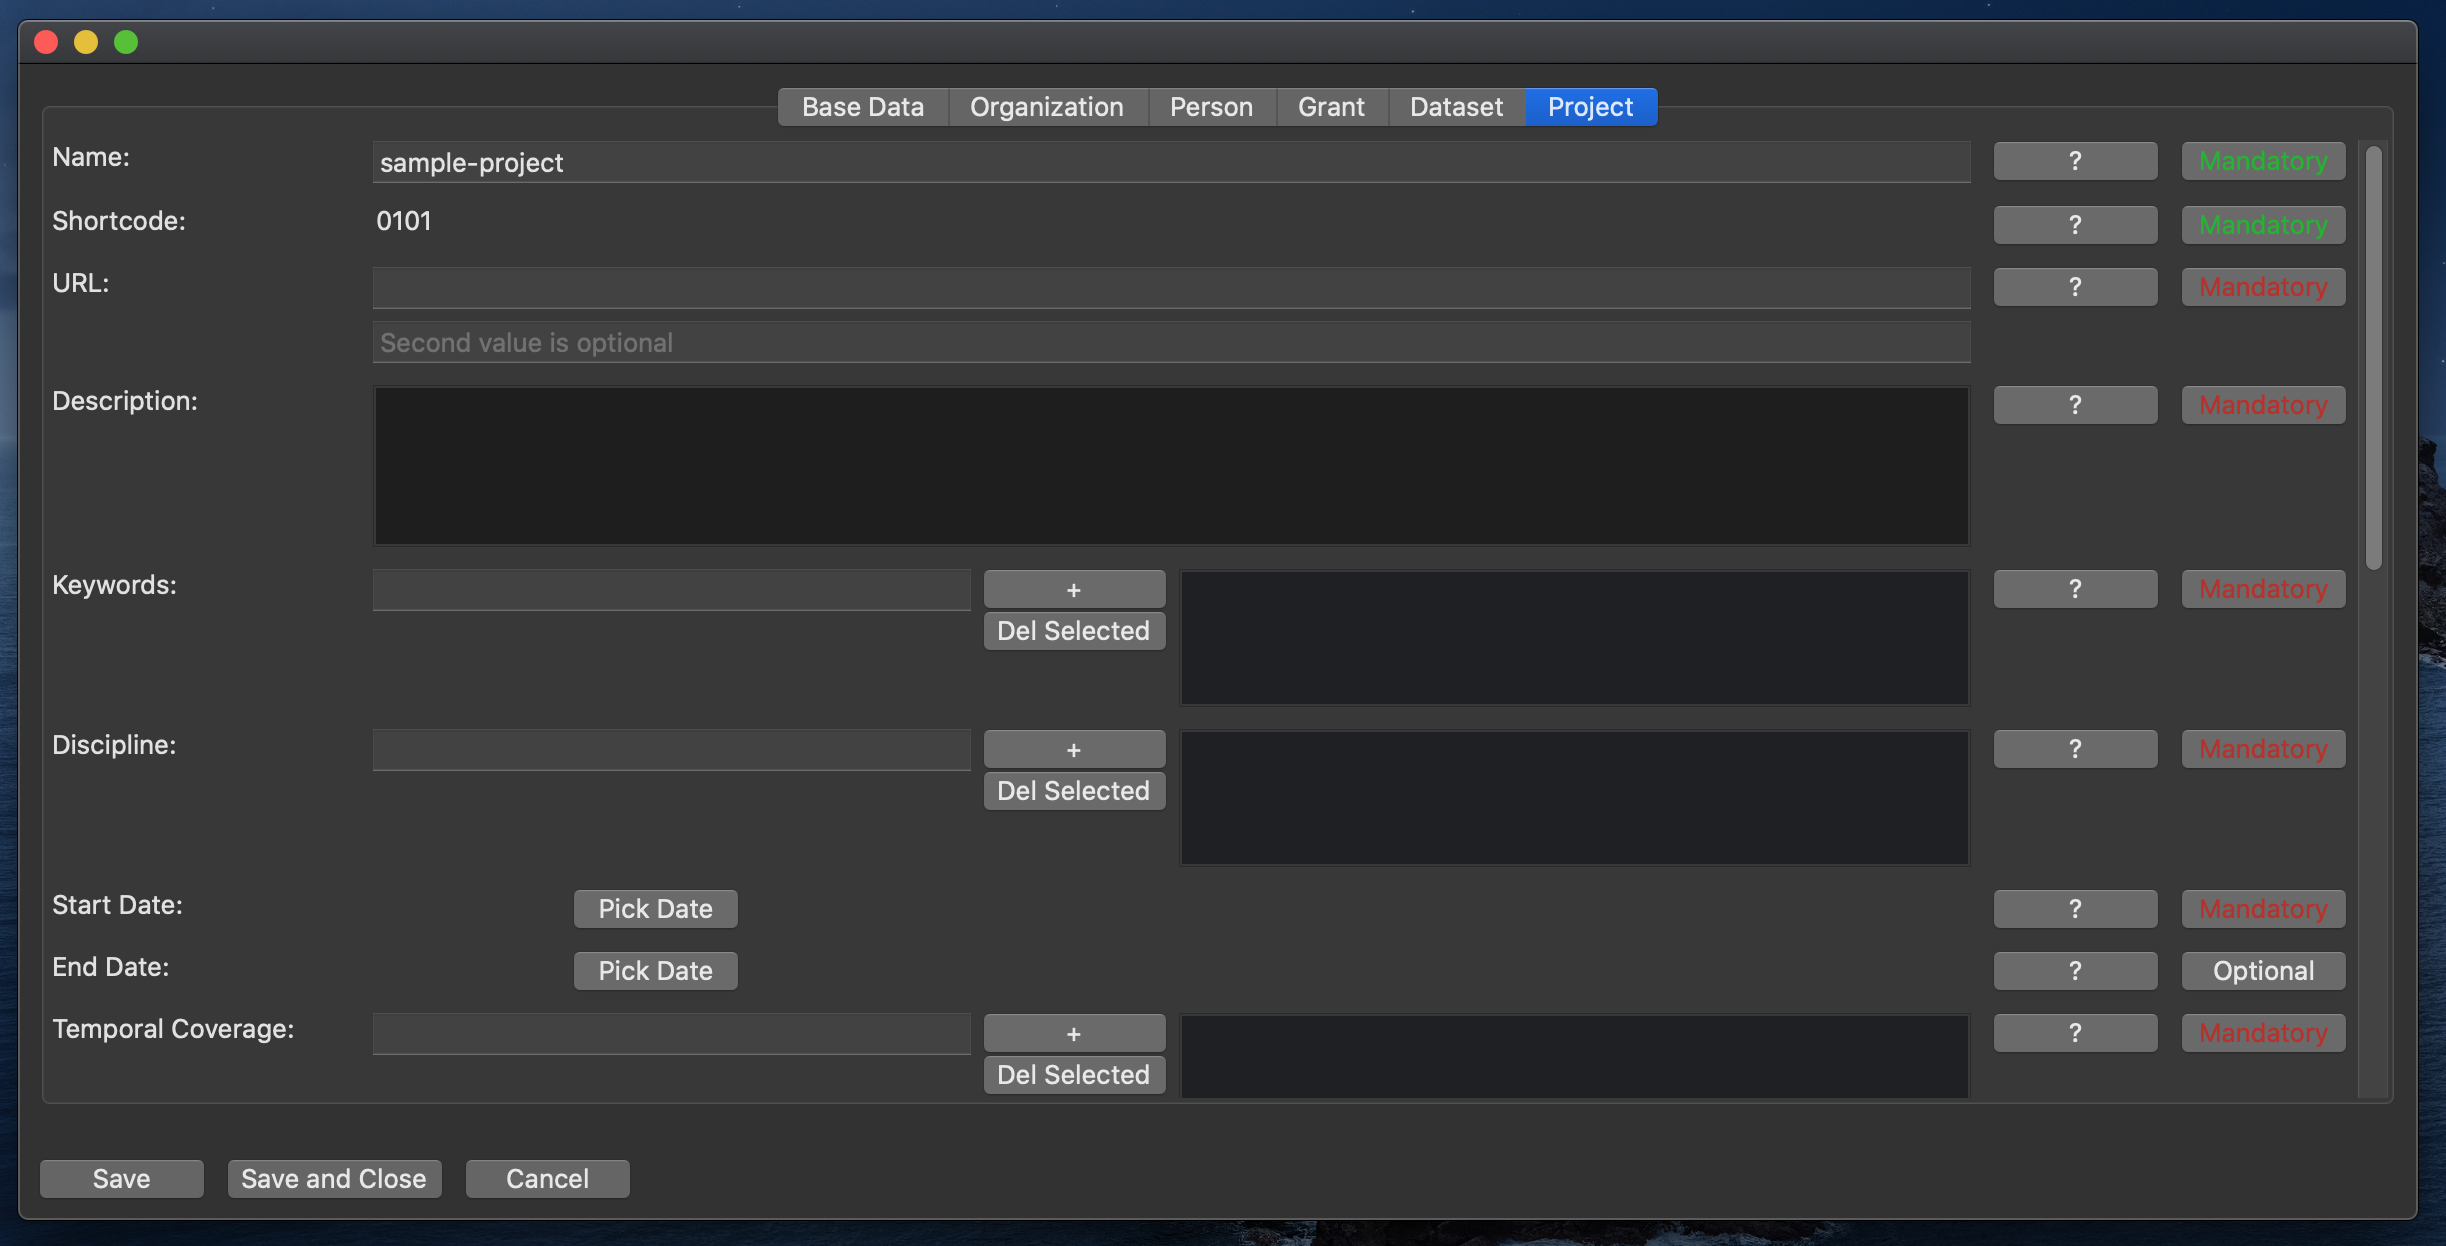 Base Data Organization Person Grant Dataset Project
Name: sample-project ? Mandatory
Shortcode: 0101 ? Mandatory
URL: ? Mandatory
Second value is optional
Description: ? Mandatory
Keywords: + ? Mandatory
Del Selected
Discipline: + ? Mandatory
Del Selected
Start Date: Pick Date ? Mandatory
End Date: Pick Date ? Optional
Temporal Coverage: + ? Mandatory
Del Selected
Save Save and Close Cancel